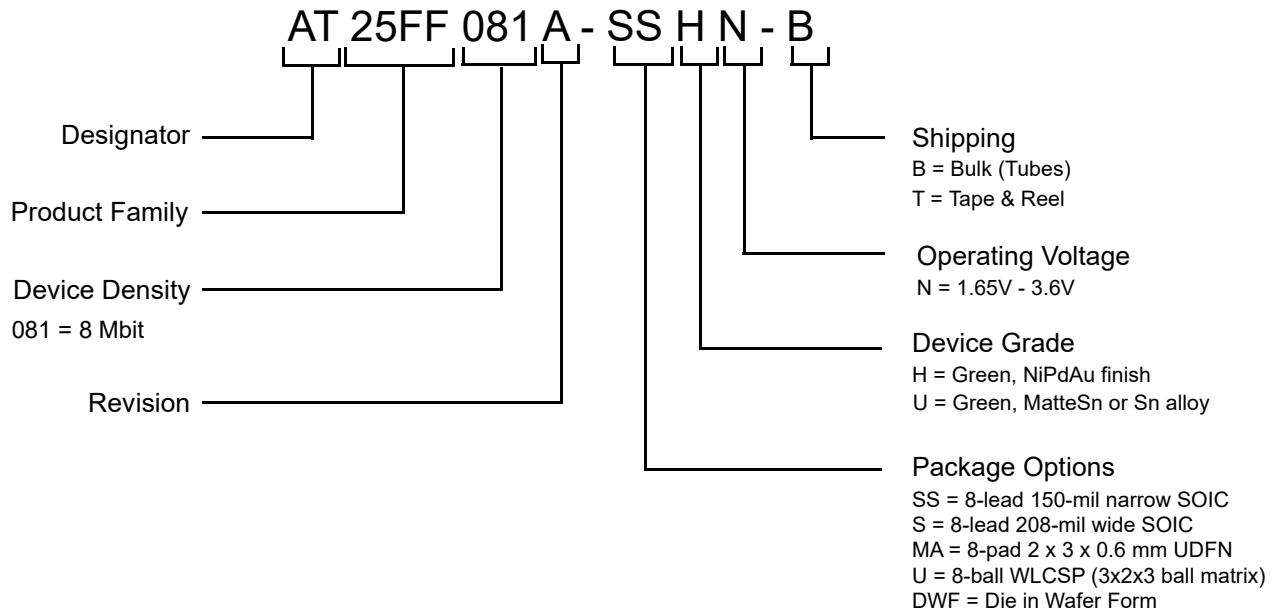 AT 25FF 081 A - SS H N - B
Designator
Product Family
Device Density
081 = 8 Mbit
Revision
Shipping
B = Bulk (Tubes)
T = Tape & Reel
Operating Voltage
N = 1.65V - 3.6V
Device Grade
H = Green, NiPdAu finish
U = Green, MatteSn or Sn alloy
Package Options
SS = 8-lead 150-mil narrow SOIC
S = 8-lead 208-mil wide SOIC
MA = 8-pad 2 x 3 x 0.6 mm UDFN
U = 8-ball WLCSP (3x2x3 ball matrix)
DWF = Die in Wafer Form